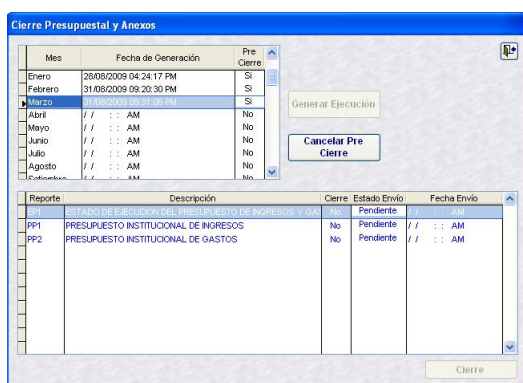 Cierre Presupuestal y Anexos
Mes Fecha de Generación Pre Cierre
Enero 28/08/2009 04:24:17 PM Si
Febrero 31/08/2009 09:20:30 PM Si
Marzo 31/08/2009 09:31:06 PM Si
Abril / / : : AM No
Mayo / / : : AM No
Junio / / : : AM No
Julio / / : : AM No
Agosto / / : : AM No
Setiembre / / : : AM No
Generar Ejecución
Cancelar Pre
Cierre
Reporte Descripción Cierre Estado Envío Fecha Envío
EP1 ESTADO DE EJECUCION DEL PRESUPUESTO DE INGRESOS Y GAS No Pendiente / / : : AM
PP1 PRESUPUESTO INSTITUCIONAL DE INGRESOS No Pendiente / / : : AM
PP2 PRESUPUESTO INSTITUCIONAL DE GASTOS No Pendiente / / : : AM
Cierre